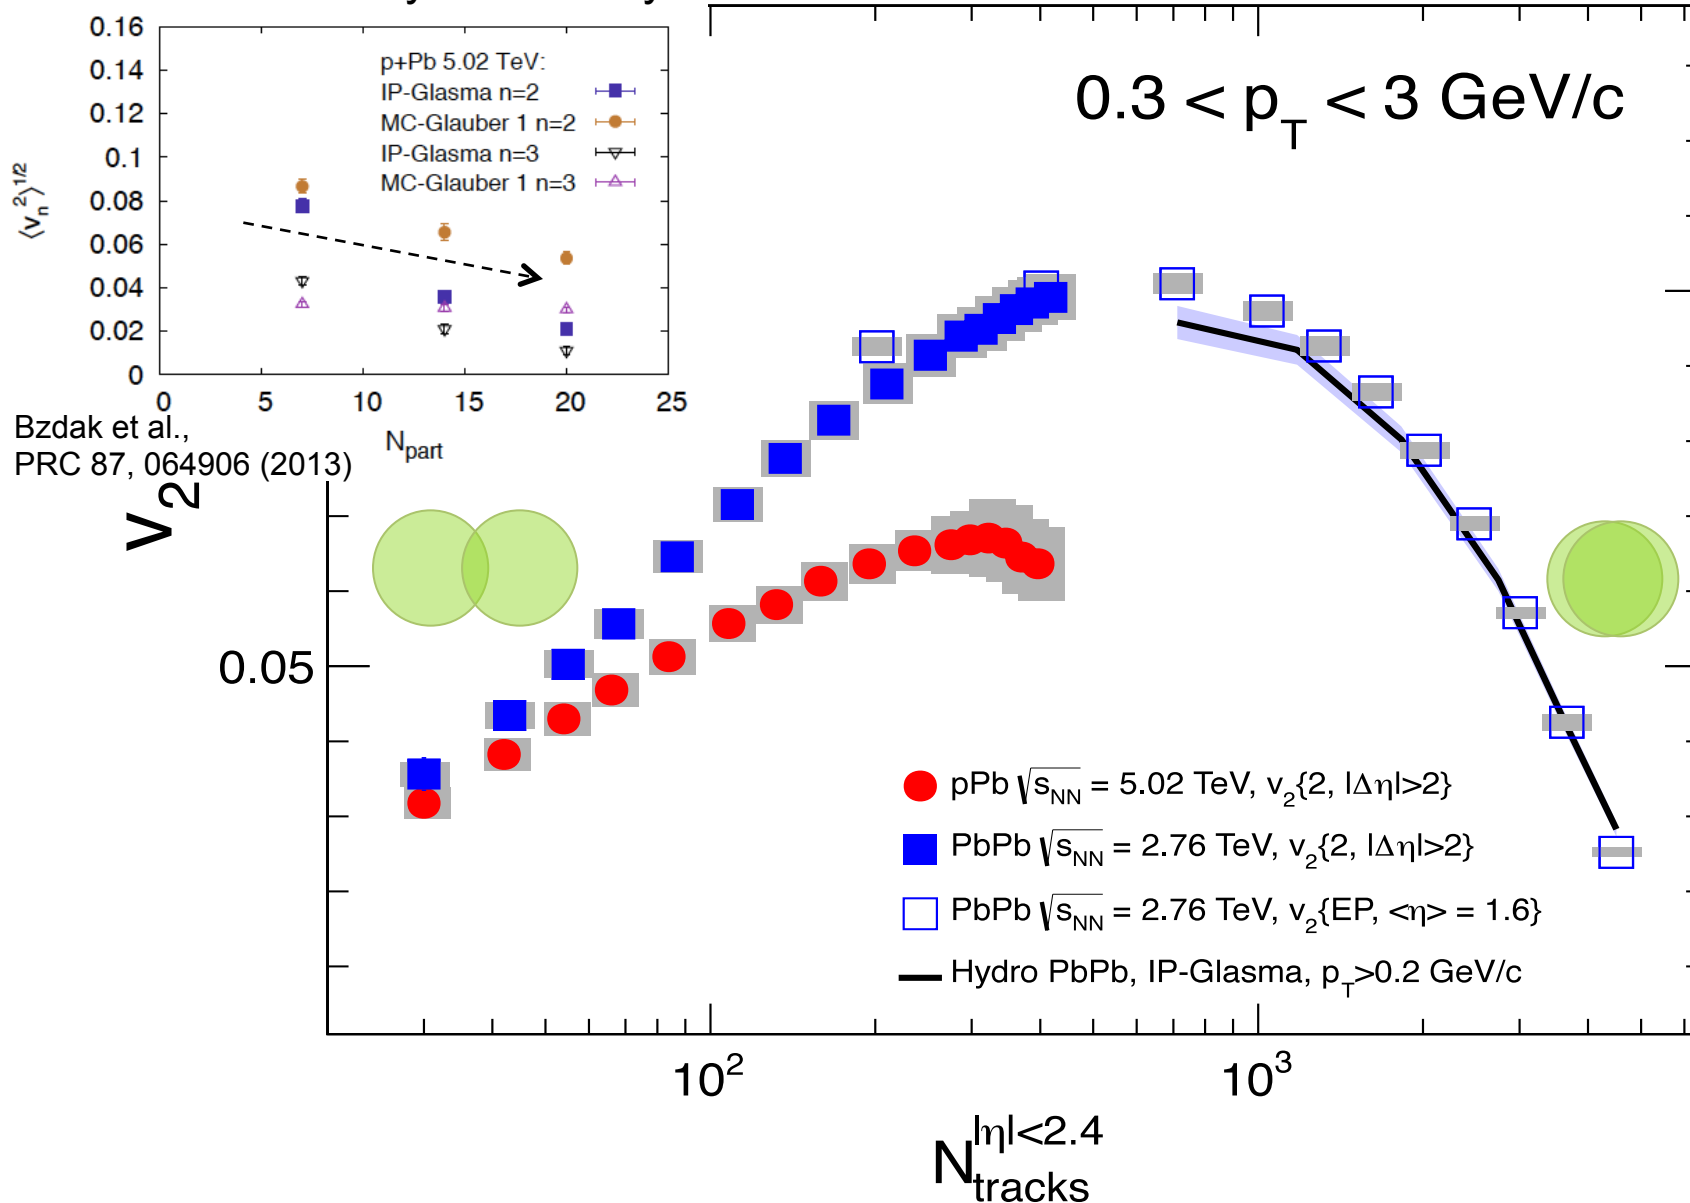 0.16
0.14
0.12
0.1
0.08
0.06
0.04
0.02
0
⟨v_n^2⟩^1/2
p+Pb 5.02 TeV:
IP-Glasma n=2
MC-Glauber 1 n=2
IP-Glasma n=3
MC-Glauber 1 n=3
0 5 10 15 20 25
N_part
Bzdak et al.,
PRC 87, 064906 (2013)
0.3 < p_T < 3 GeV/c
v_2
0.05
pPb √s_NN = 5.02 TeV, v_2{2, |Δη|>2}
PbPb √s_NN = 2.76 TeV, v_2{2, |Δη|>2}
PbPb √s_NN = 2.76 TeV, v_2{EP, <η> = 1.6}
Hydro PbPb, IP-Glasma, p_T>0.2 GeV/c
10^2 10^3
N_tracks^|η|<2.4